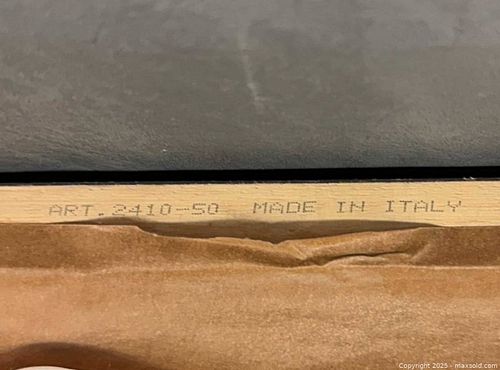 ART.2410-50 MADE IN ITALY
Copyright 2025 - maxsold.com